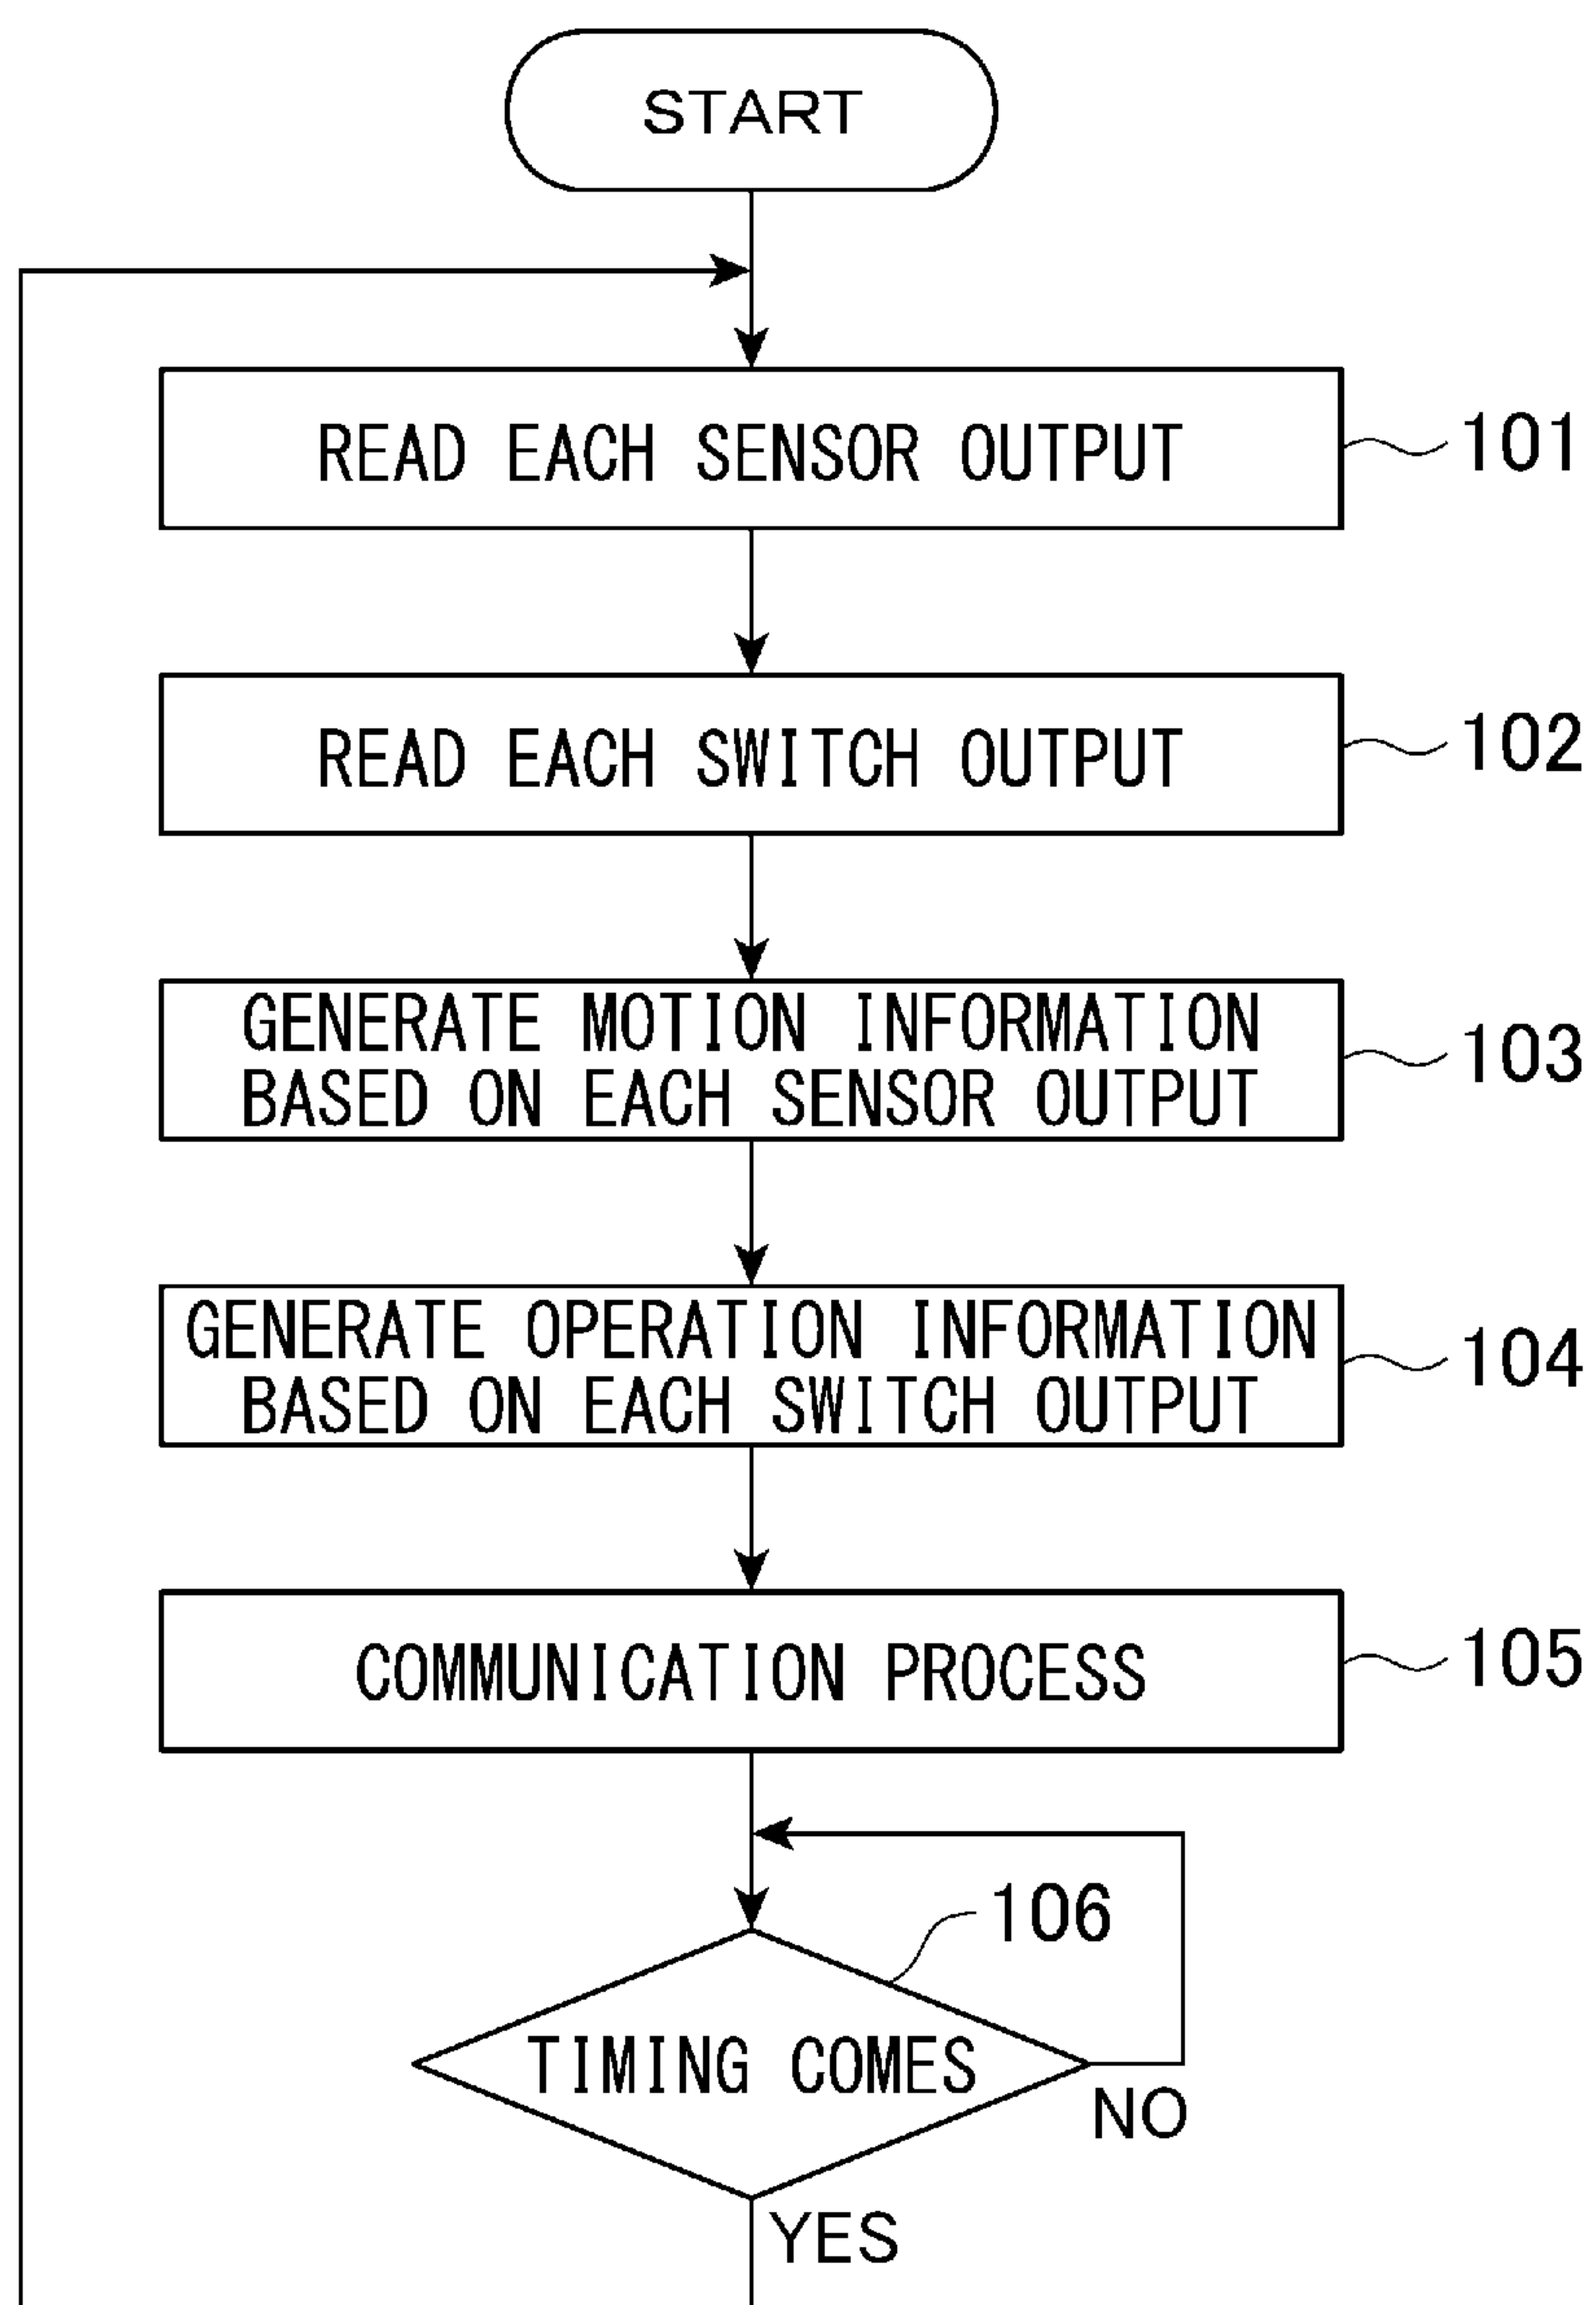 START
READ EACH SENSOR OUTPUT
101
READ EACH SWITCH OUTPUT
102
GENERATE MOTION INFORMATION
BASED ON EACH SENSOR OUTPUT
103
GENERATE OPERATION INFORMATION
BASED ON EACH SWITCH OUTPUT
104
COMMUNICATION PROCESS
105
106
TIMING COMES
NO
YES